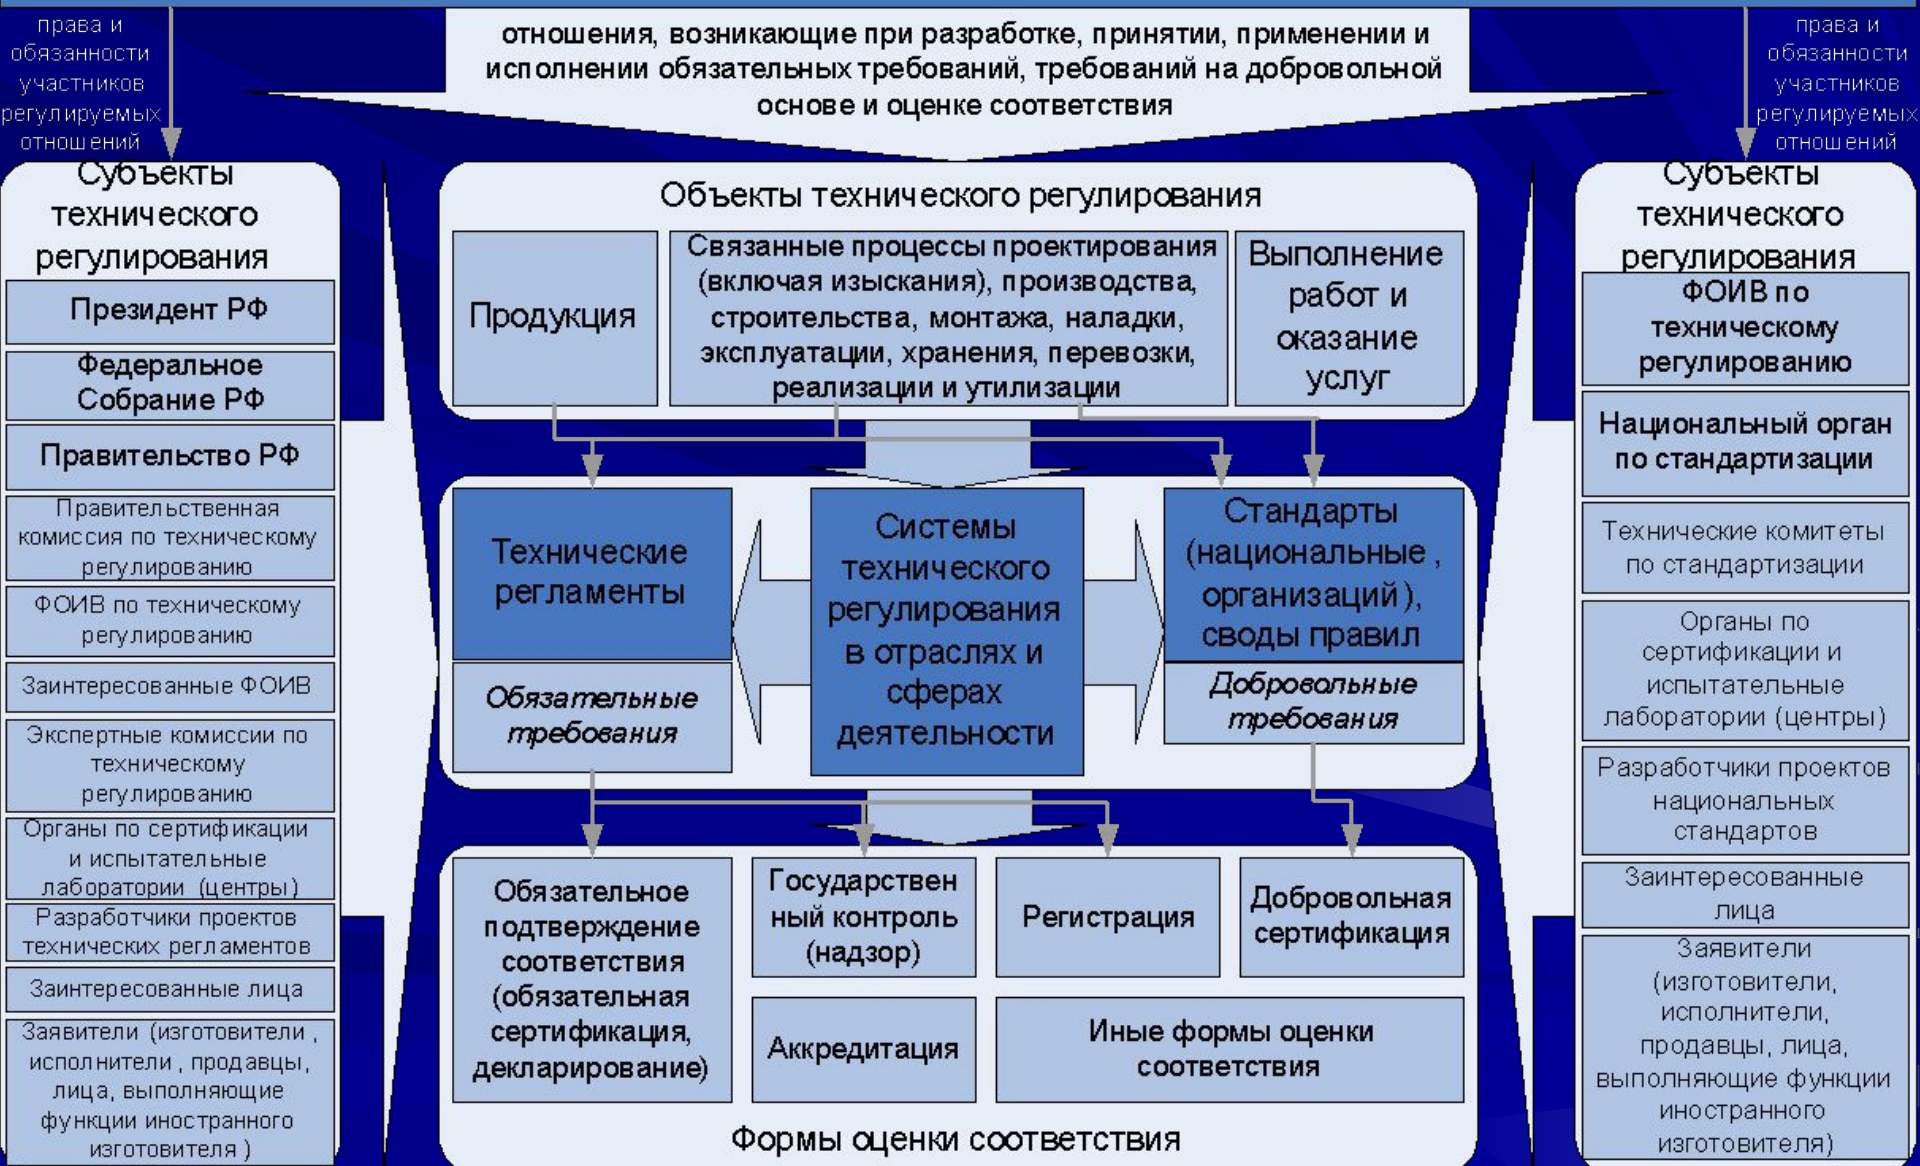 права и
обязанности
участников
регулируемых
отношений
отношения, возникающие при разработке, принятии, применении и
исполнении обязательных требований, требований на добровольной
основе и оценке соответствия
права и
обязанности
участников
регулируемых
отношений
Субъекты
технического
регулирования
Президент РФ
Федеральное
Собрание РФ
Правительство РФ
Правительственная
комиссия по техническому
регулированию
ФОИВ по техническому
регулированию
Заинтересованные ФОИВ
Экспертные комиссии по
техническому
регулированию
Органы по сертификации
и испытательные
лаборатории (центры)
Разработчики проектов
технических регламентов
Заинтересованные лица
Заявители (изготовители ,
исполнители , продавцы,
лица, выполняющие
функции иностранного
изготовителя )
Объекты технического регулирования
Продукция
Связанные процессы проектирования
(включая изыскания), производства,
строительства, монтажа, наладки,
эксплуатации, хранения, перевозки,
реализации и утилизации
Выполнение
работ и
оказание
услуг
Технические
регламенты
Обязательные
требования
Системы
технического
регулирования
в отраслях и
сферах
деятельности
Стандарты
(национальные ,
организаций),
своды правил
Добровольные
требования
Обязательное
подтверждение
соответствия
(обязательная
сертификация,
декларирование)
Государствен
ный контроль
(надзор)
Регистрация
Добровольная
сертификация
Аккредитация
Иные формы оценки
соответствия
Формы оценки соответствия
Субъекты
технического
регулирования
ФОИВ по
техническому
регулированию
Национальный орган
по стандартизации
Технические комитеты
по стандартизации
Органы по
сертификации и
испытательные
лаборатории (центры)
Разработчики проектов
национальных
стандартов
Заинтересованные
лица
Заявители
(изготовители,
исполнители,
продавцы, лица,
выполняющие функции
иностранного
изготовителя)